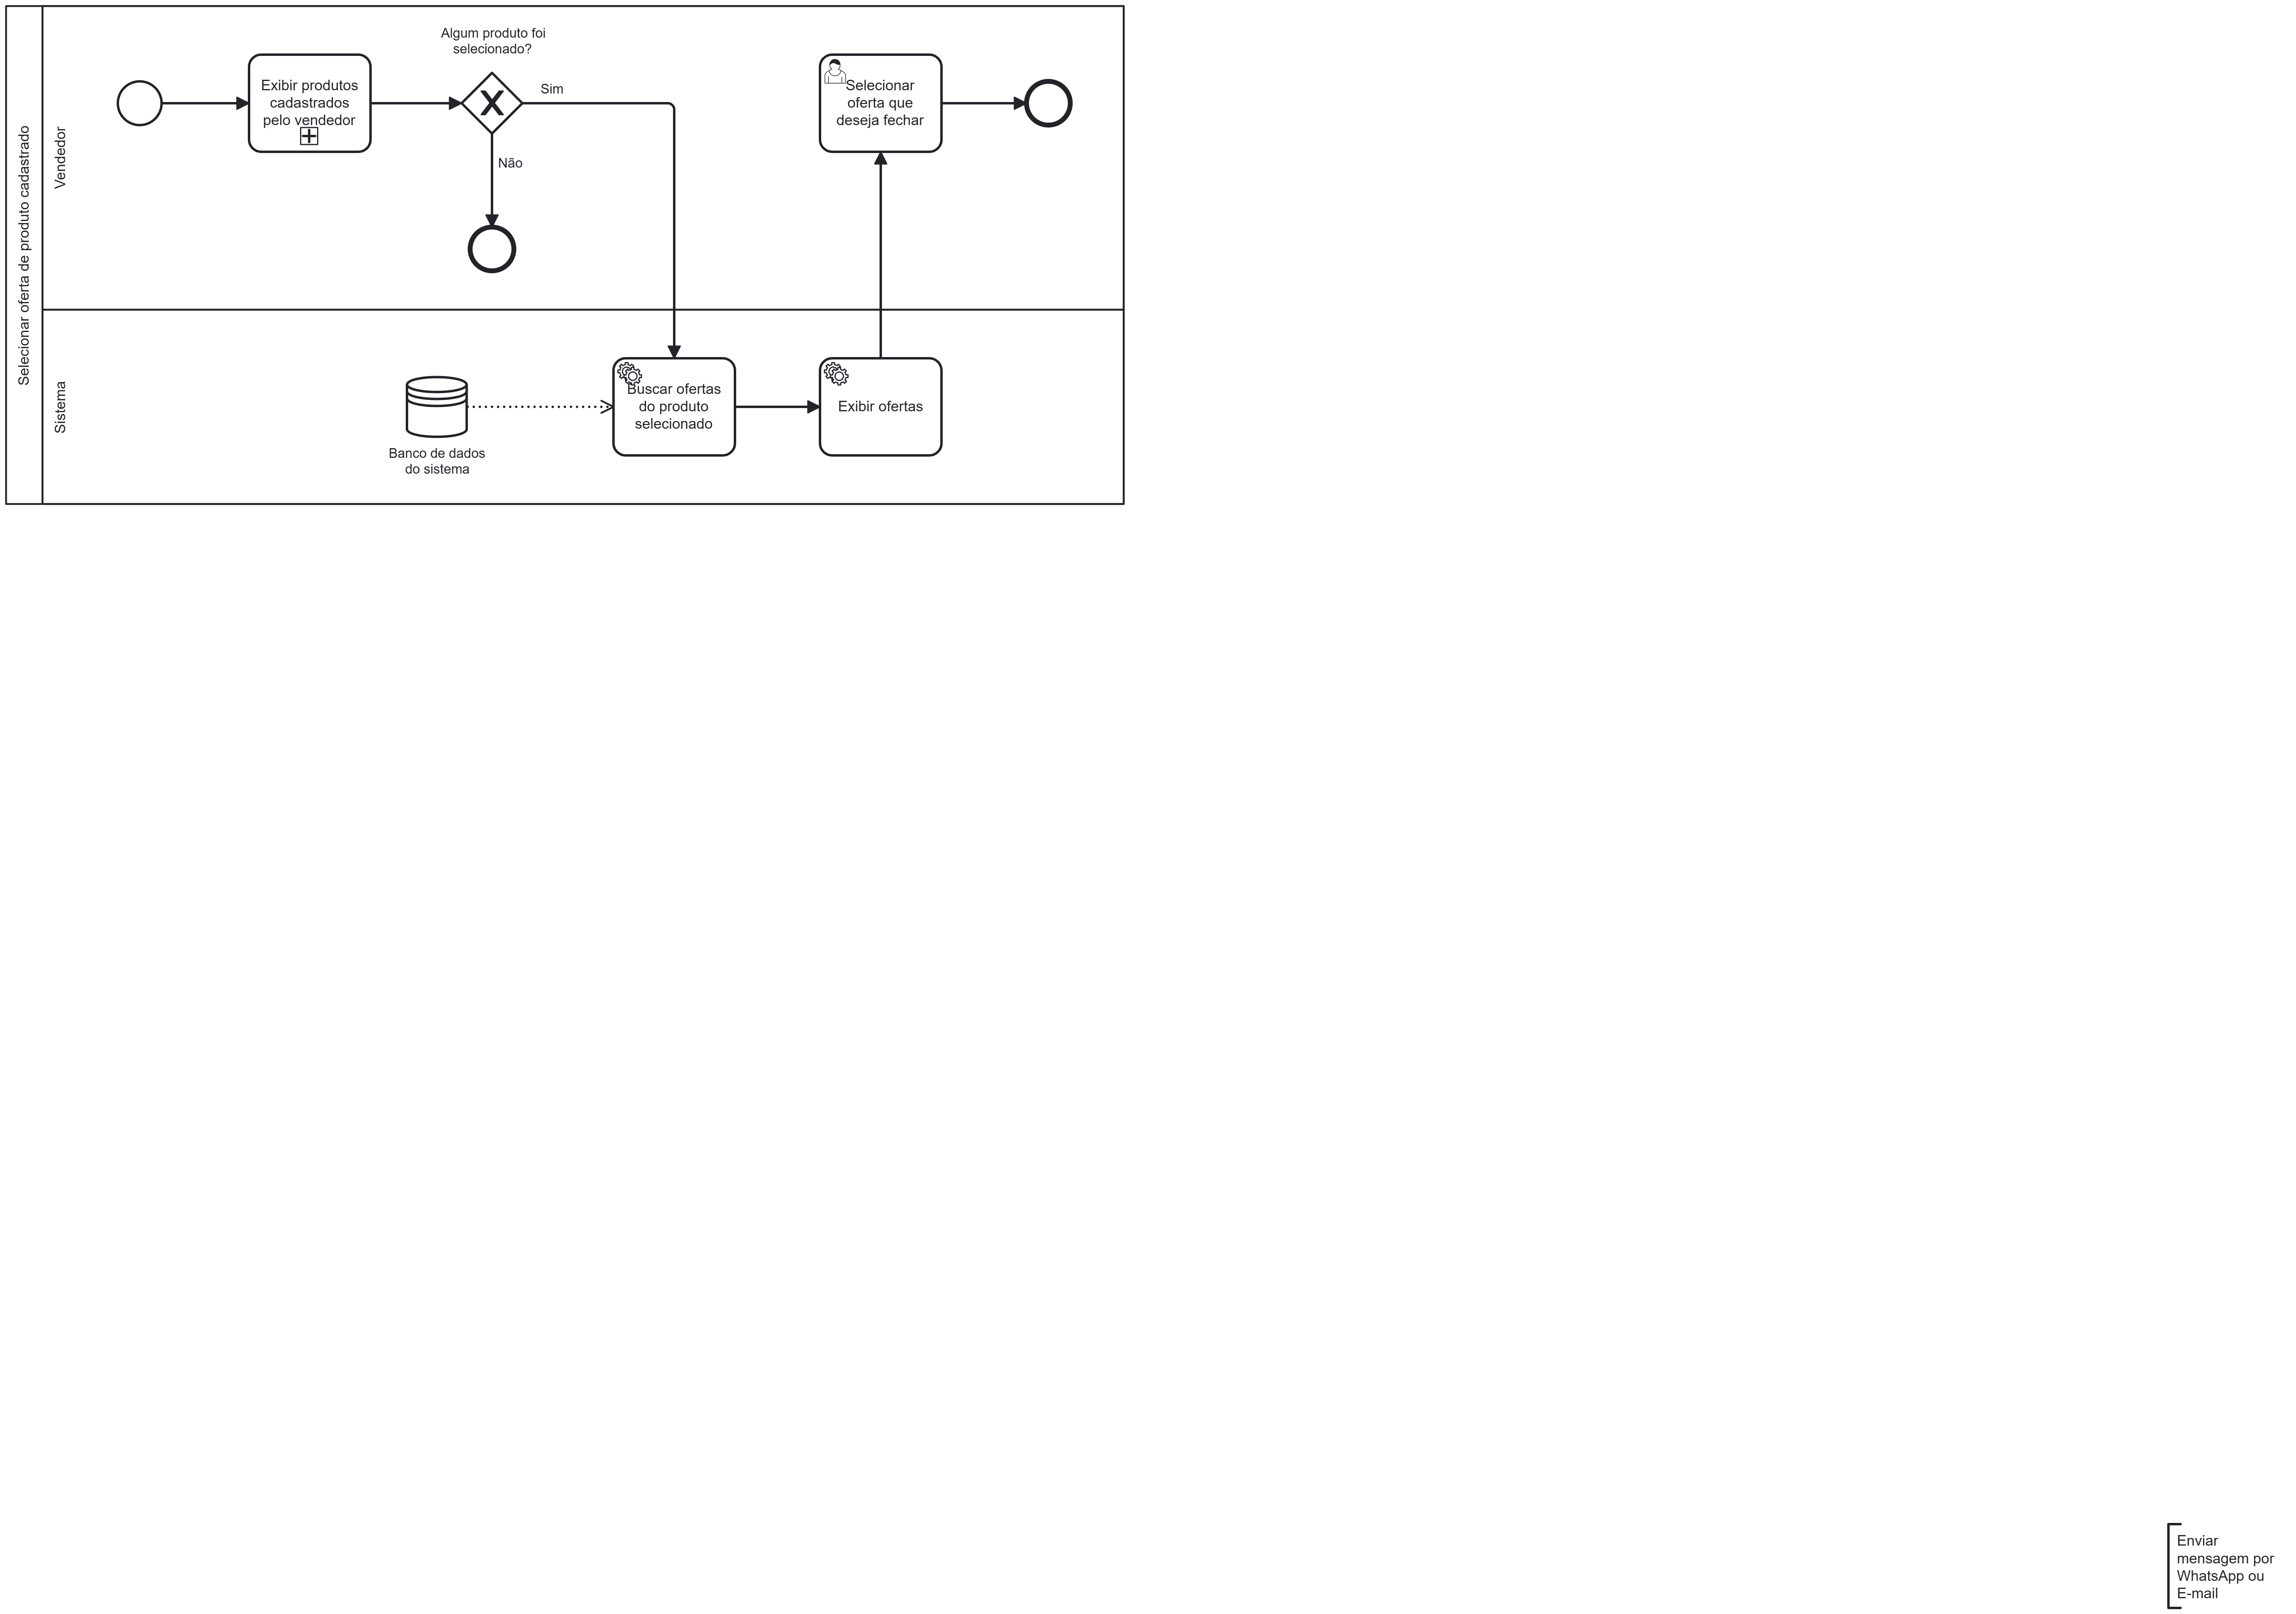 Selecionar oferta de produto cadastrado
Vendedor
Exibir produtos
cadastrados
pelo vendedor
Algum produto foi
selecionado?
Sim
Não
Selecionar
oferta que
deseja fechar
Sistema
Banco de dados
do sistema
Buscar ofertas
do produto
selecionado
Exibir ofertas
Enviar
mensagem por
WhatsApp ou
E-mail